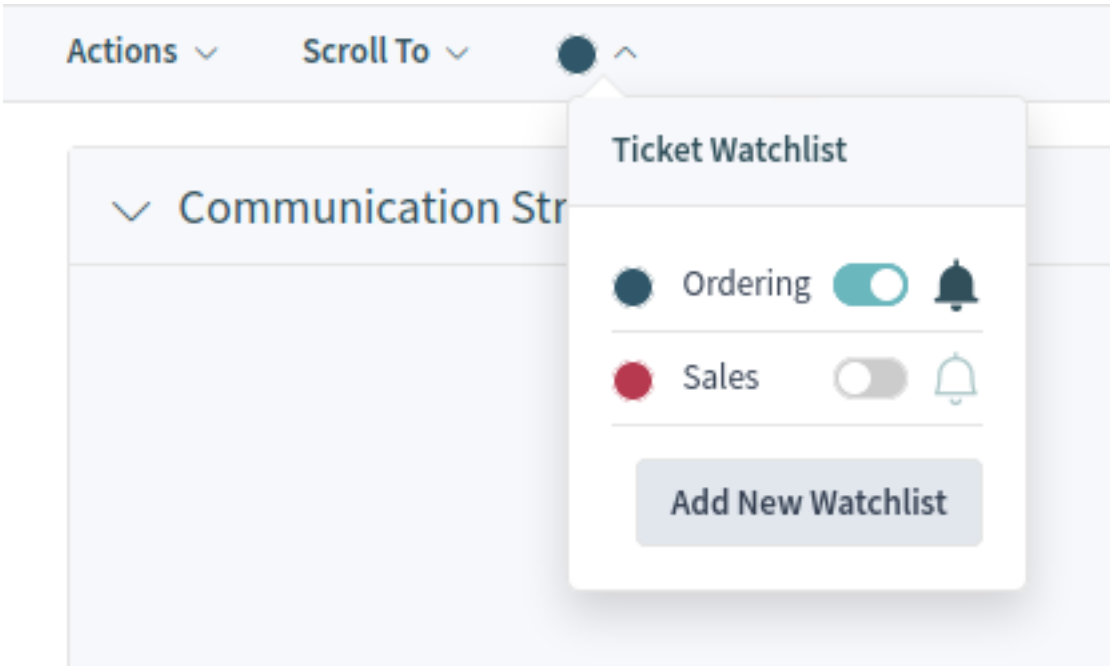 Actions
Scroll To
Ticket Watchlist
Communication Str
Ordering
Sales
Add New Watchlist